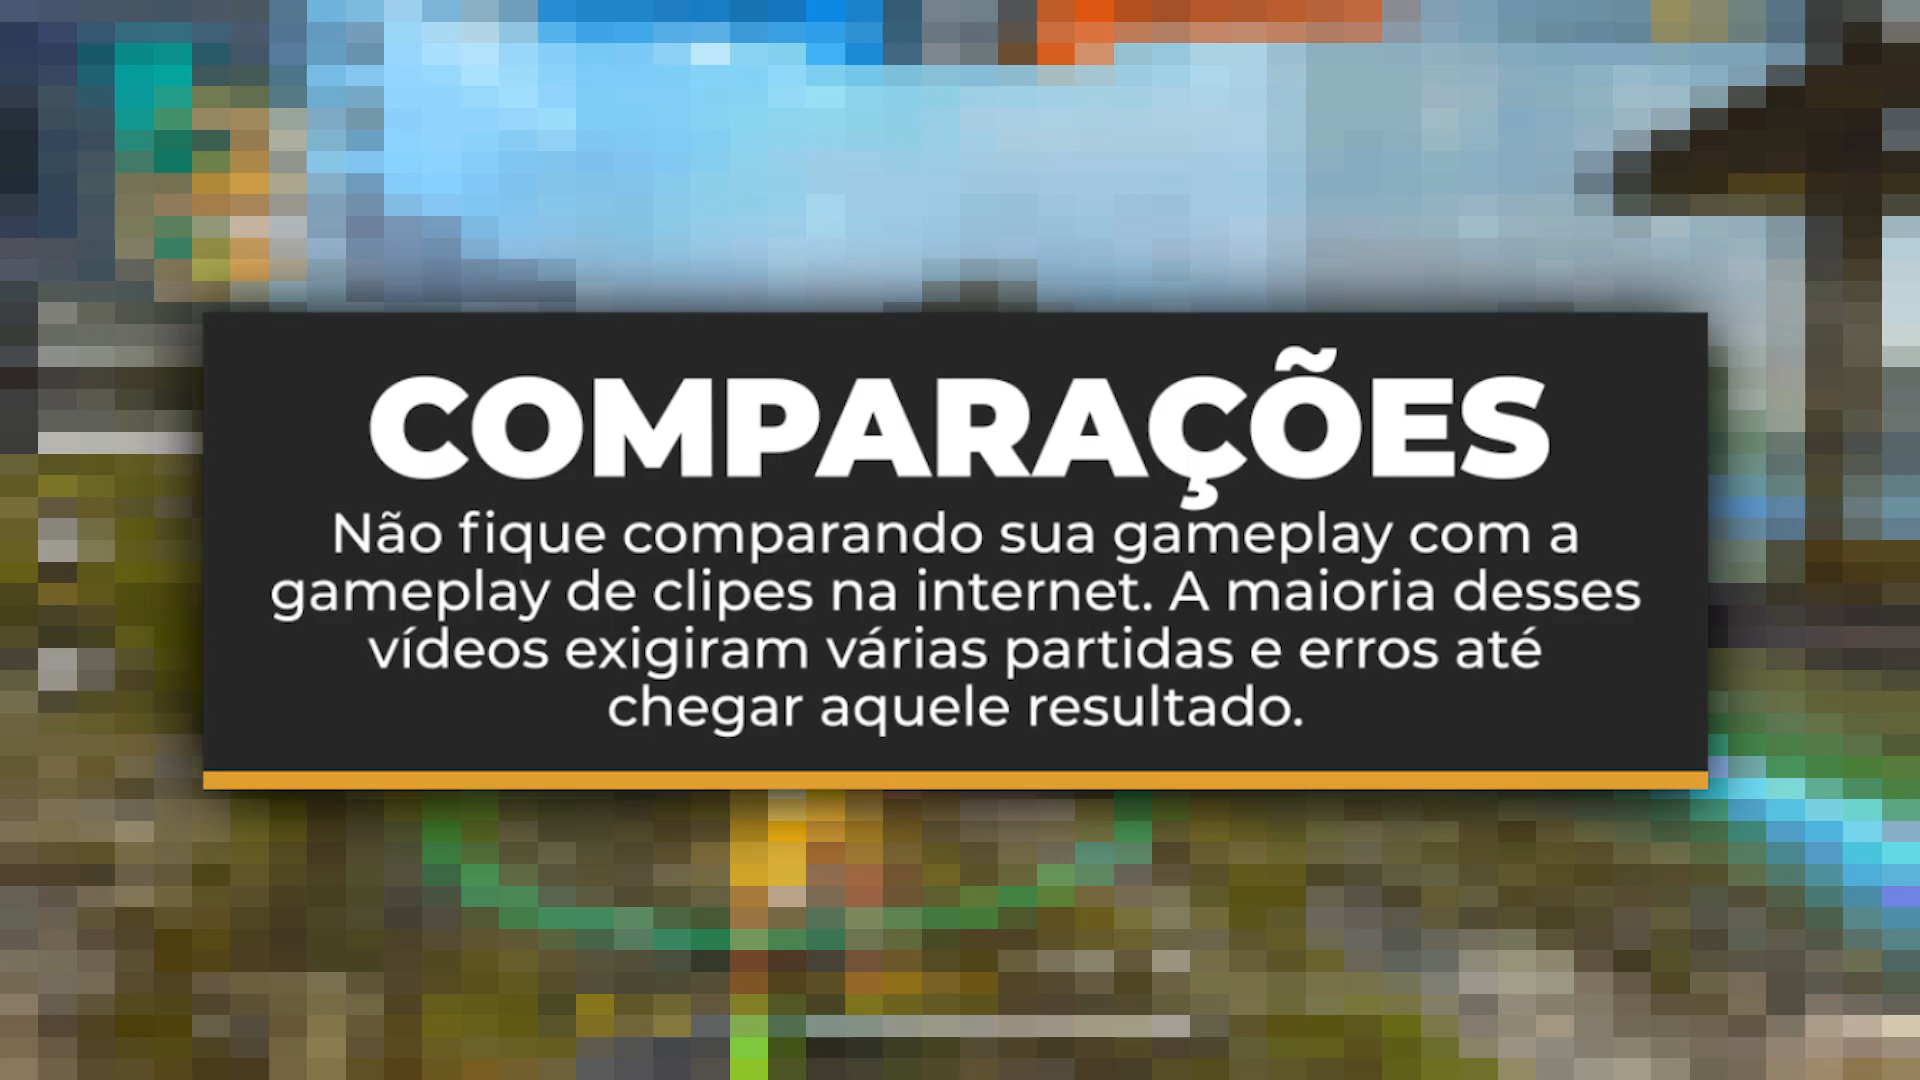 COMPARAÇÕES
Não fique comparando sua gameplay com a
gameplay de clipes na internet. A maioria desses
vídeos exigiram várias partidas e erros até
chegar aquele resultado.